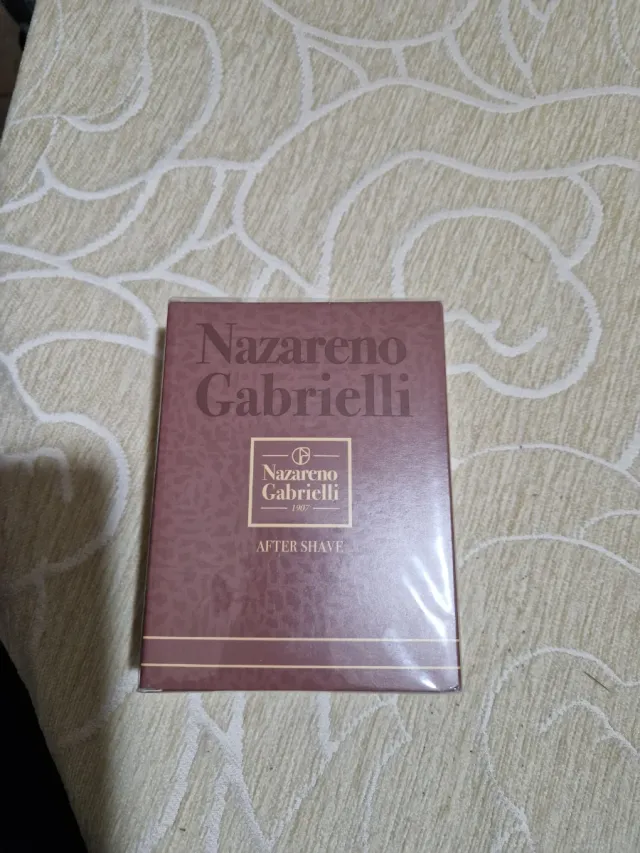 Nazareno
Gabrielli
Nazareno
Gabrielli
1907
AFTER SHAVE